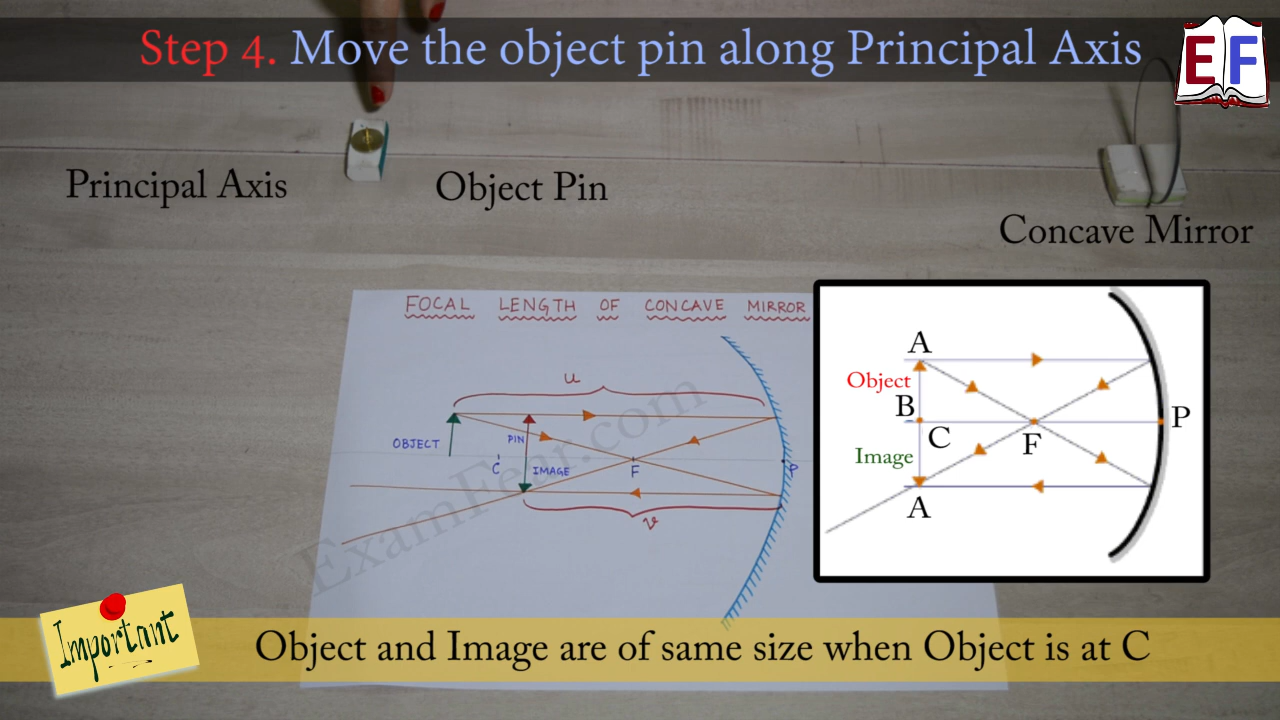 Step 4. Move the object pin along Principal Axis
EF
Principal Axis
Object Pin
Concave Mirror
FOCAL LENGTH OF CONCAVE MIRROR
u
OBJECT
PIN
C
IMAGE
F
P
v
ExamFear.com
A
Object
B
C
F
P
Image
A
Important
Object and Image are of same size when Object is at C